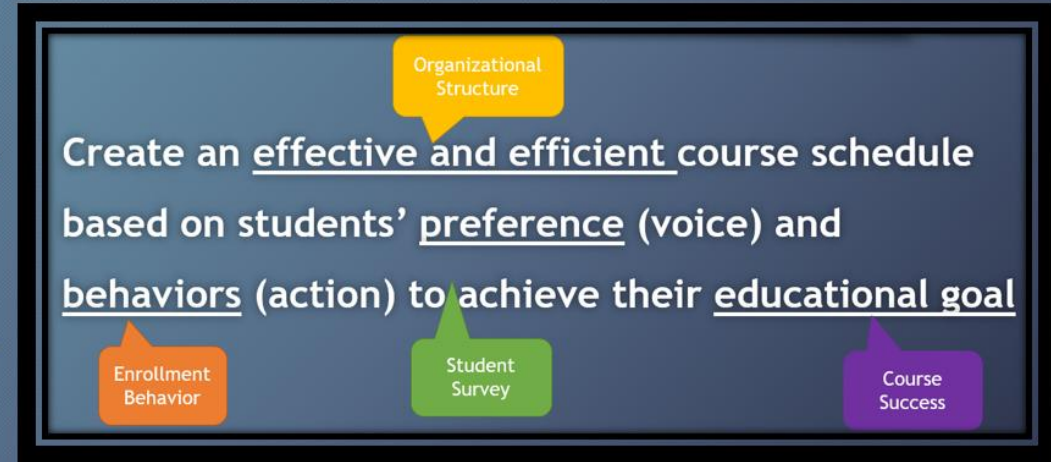 Organizational
Structure
Create an effective and efficient course schedule
based on students’ preference (voice) and
behaviors (action) to achieve their educational goal
Enrollment
Behavior
Student
Survey
Course
Success